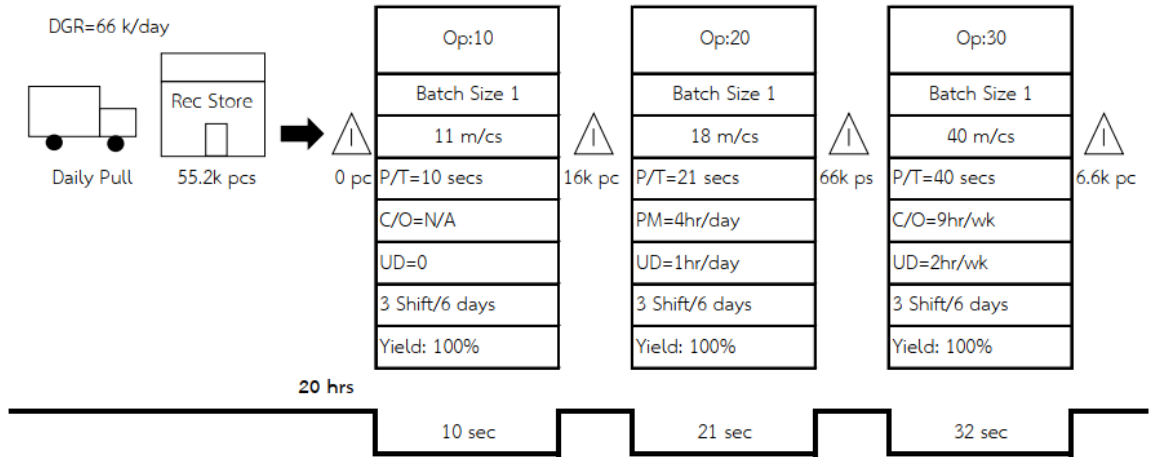 DGR=66 k/day
Rec Store
Daily Pull
55.2k pcs
I
0 pc
Op:10
Batch Size 1
11 m/cs
P/T=10 secs
C/O=N/A
UD=0
3 Shift/6 days
Yield: 100%
I
16k pc
Op:20
Batch Size 1
18 m/cs
P/T=21 secs
PM=4hr/day
UD=1hr/day
3 Shift/6 days
Yield: 100%
I
66k ps
Op:30
Batch Size 1
40 m/cs
P/T=40 secs
C/O=9hr/wk
UD=2hr/wk
3 Shift/6 days
Yield: 100%
I
6.6k pc
20 hrs
10 sec
21 sec
32 sec